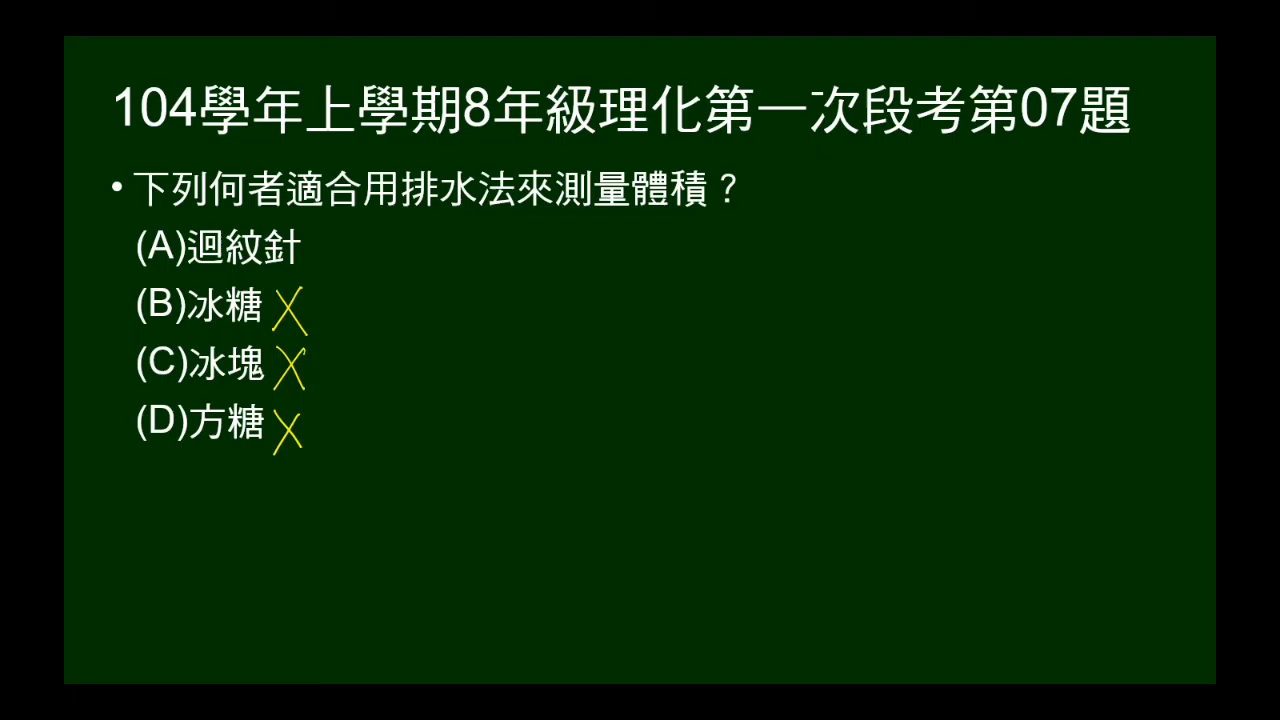 104學年上學期8年級理化第一次段考第07題
•下列何者適合用排水法來測量體積？
(A)迴紋針
(B)冰糖 X
(C)冰塊 X
(D)方糖 X